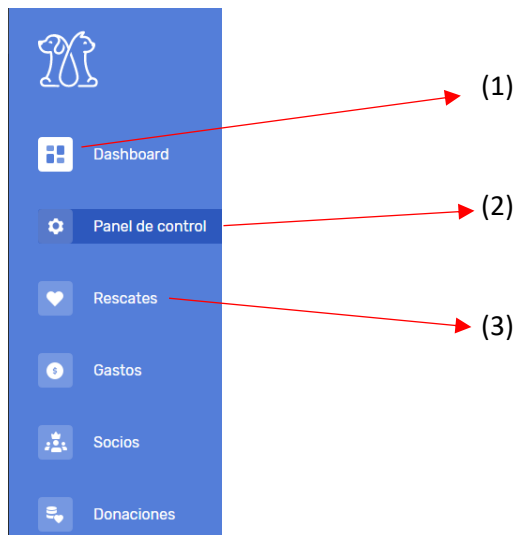 (1)
Dashboard
(2)
Panel de control
(3)
Rescates
Gastos
Socios
Donaciones